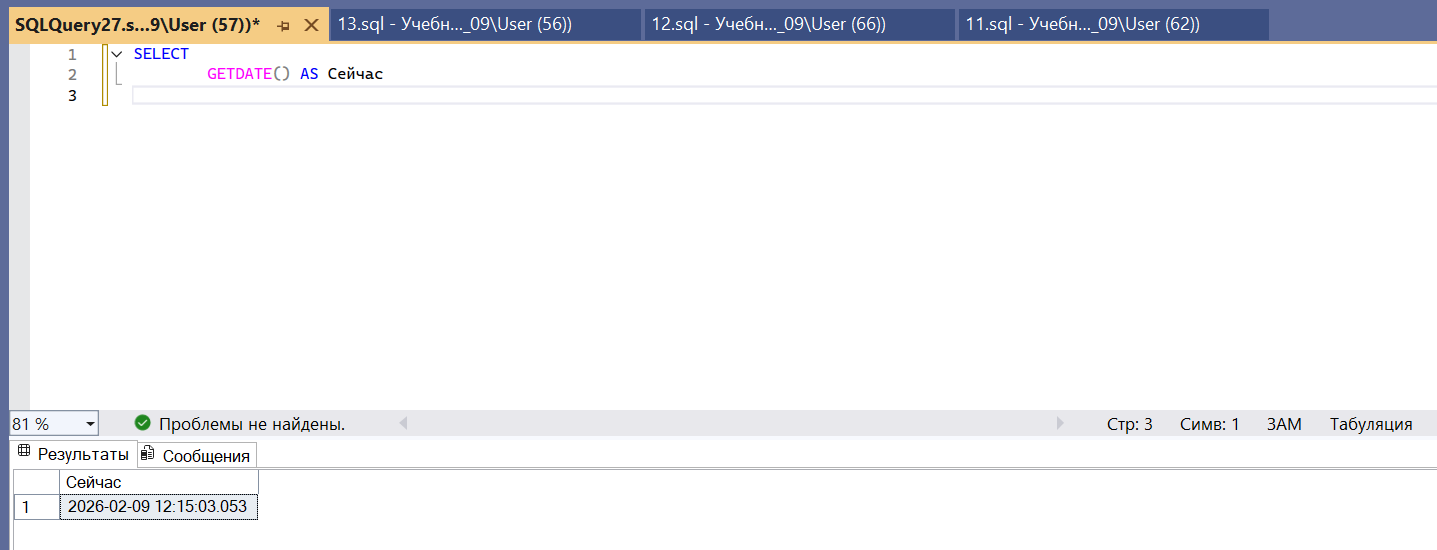 SQLQuery27.s...9\User (57))* 13.sql - Учебн..._09\User (56)) 12.sql - Учебн..._09\User (66)) 11.sql - Учебн..._09\User (62))
1 SELECT
2 GETDATE() AS Сейчас
3
81 % Проблемы не найдены. Стр: 3 Симв: 1 ЗАМ Табуляция
Результаты Сообщения
Сейчас
1 2026-02-09 12:15:03.053